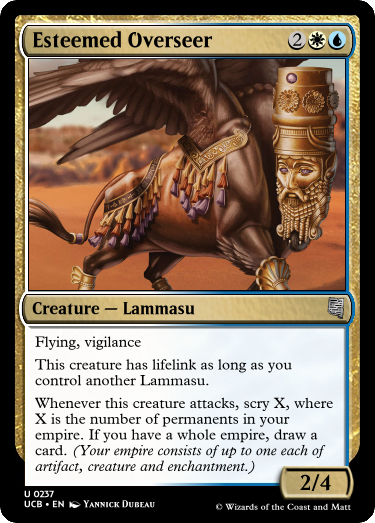 Esteemed Overseer 2
Creature — Lammasu
Flying, vigilance
This creature has lifelink as long as you
control another Lammasu.
Whenever this creature attacks, scry X, where
X is the number of permanents in your
empire. If you have a whole empire, draw a
card. (Your empire consists of up to one each of
artifact, creature and enchantment.)
2/4
U 0237
UCB • EN Yannick Dubeau
© Wizards of the Coast and Matt